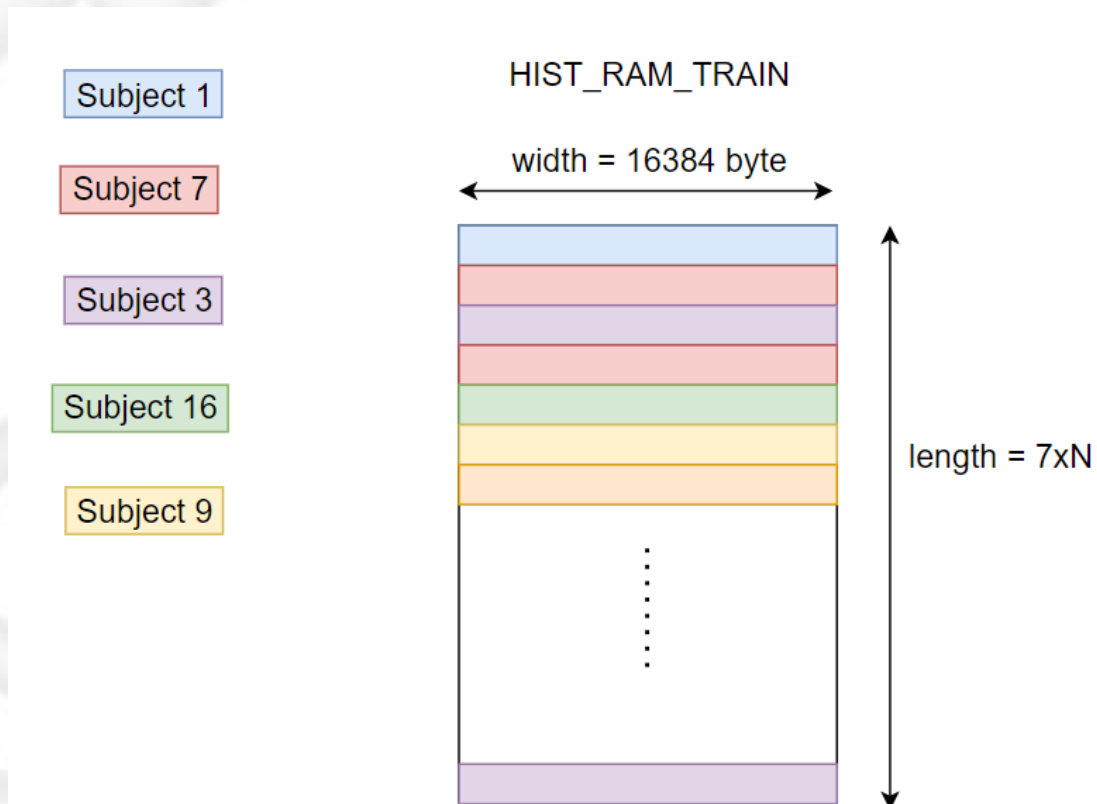 Subject 1
Subject 7
Subject 3
Subject 16
Subject 9
HIST_RAM_TRAIN
width = 16384 byte
length = 7xN